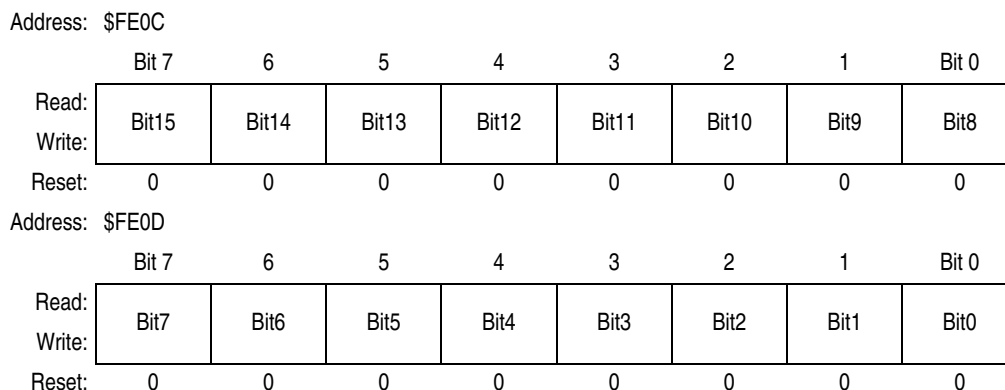 Address: $FE0C
Bit 7 6 5 4 3 2 1 Bit 0
Read:
Bit15 Bit14 Bit13 Bit12 Bit11 Bit10 Bit9 Bit8
Write:
Reset: 0 0 0 0 0 0 0 0
Address: $FE0D
Bit 7 6 5 4 3 2 1 Bit 0
Read:
Bit7 Bit6 Bit5 Bit4 Bit3 Bit2 Bit1 Bit0
Write:
Reset: 0 0 0 0 0 0 0 0